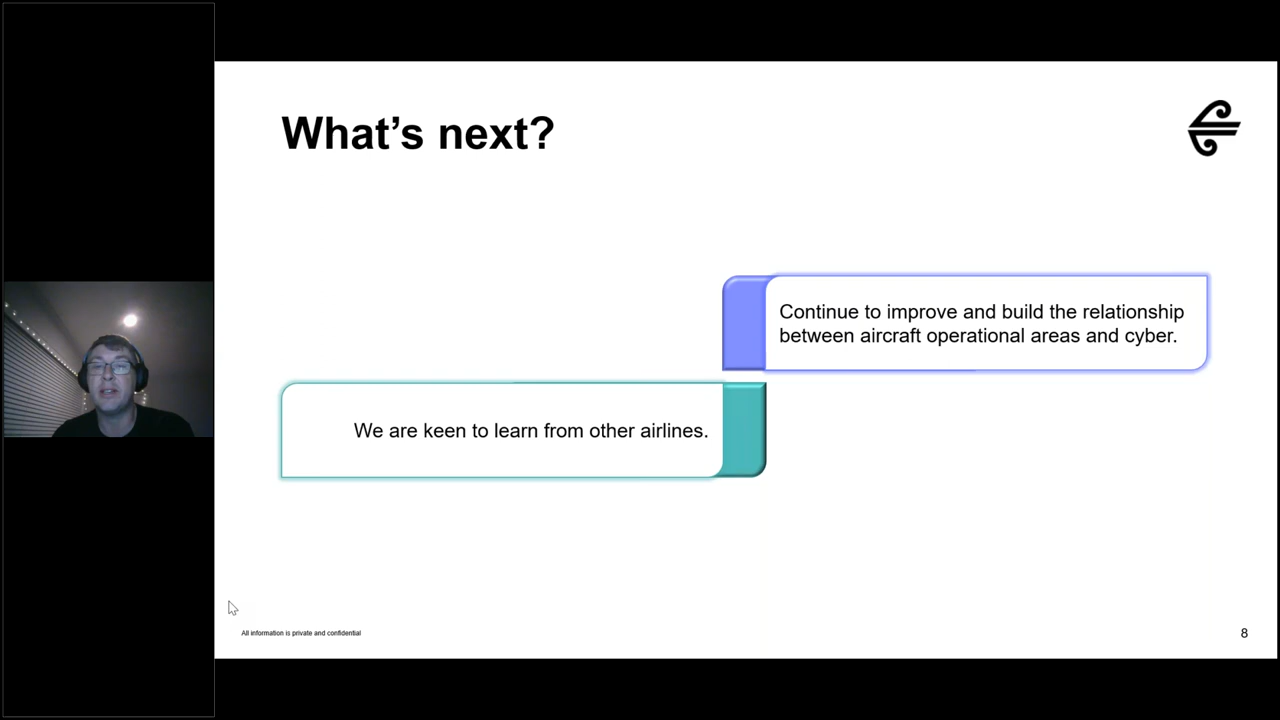 What's next?
Continue to improve and build the relationship
between aircraft operational areas and cyber.
We are keen to learn from other airlines.
All information is private and confidential
8